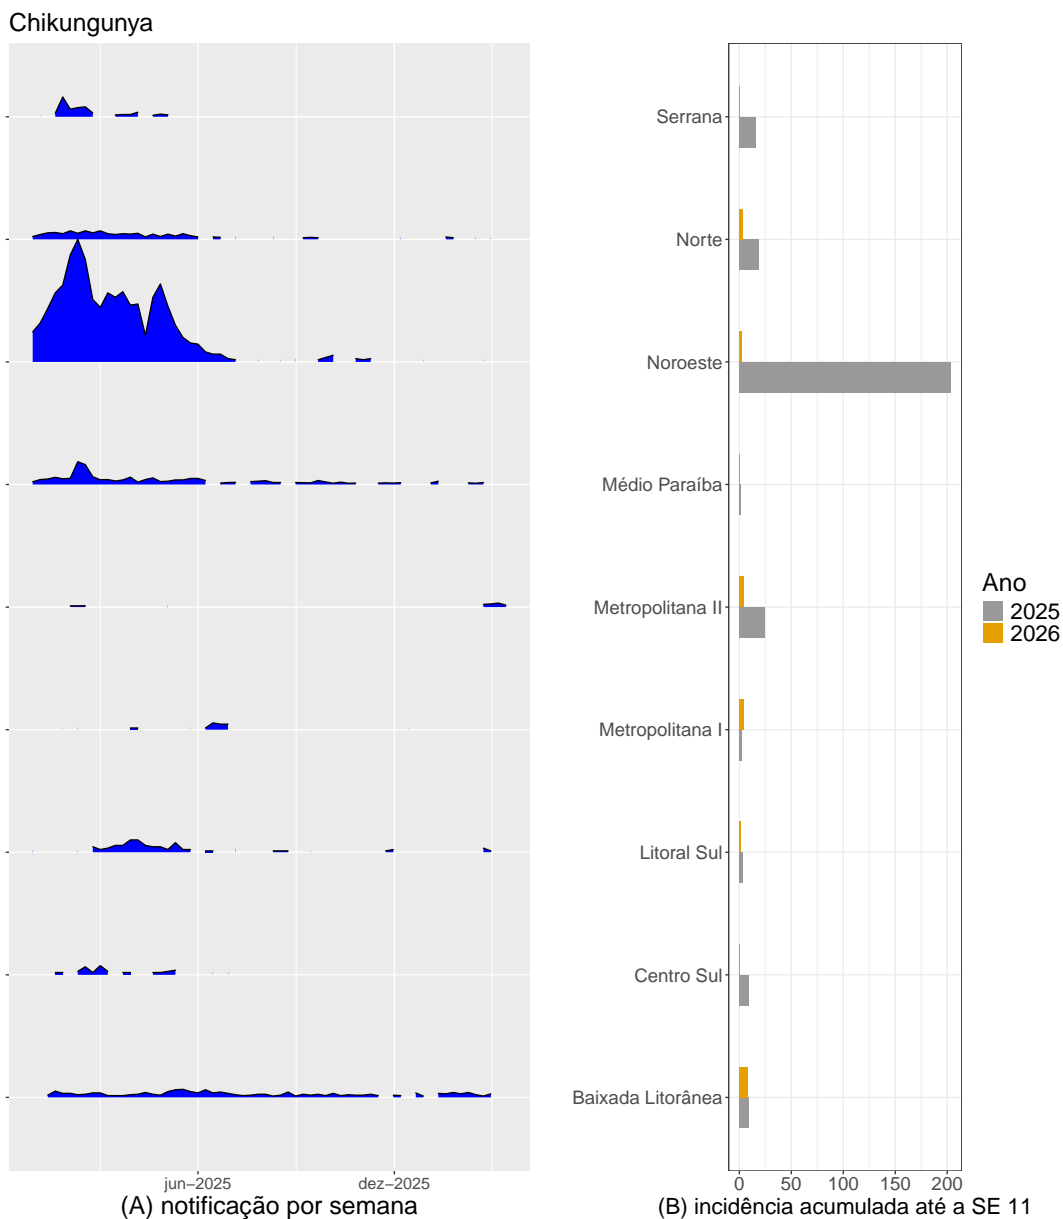 Chikungunya
Serrana
Norte
Noroeste
Médio Paraíba
Metropolitana II
Metropolitana I
Litoral Sul
Centro Sul
Baixada Litorânea
Ano
2025
2026
jun−2025
dez−2025
0
50
100
150
200
(A) notificação por semana
(B) incidência acumulada até a SE 11